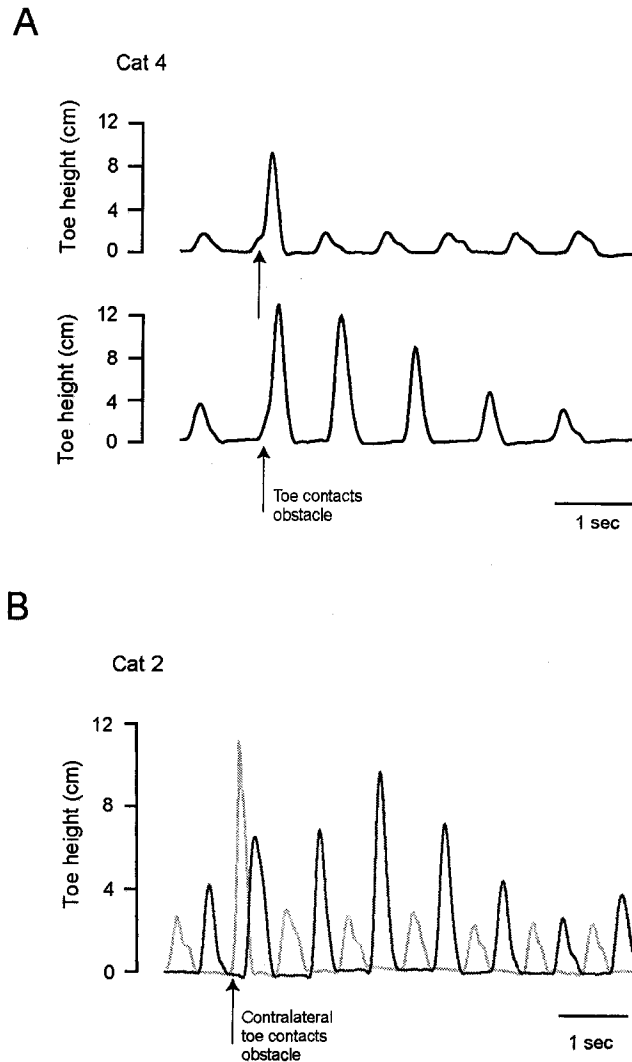 A
Cat 4
Toe height (cm)
12
8
4
0
Toe height (cm)
12
8
4
0
Toe contacts
obstacle
1 sec
B
Cat 2
Toe height (cm)
12
8
4
0
Contralateral
toe contacts
obstacle
1 sec